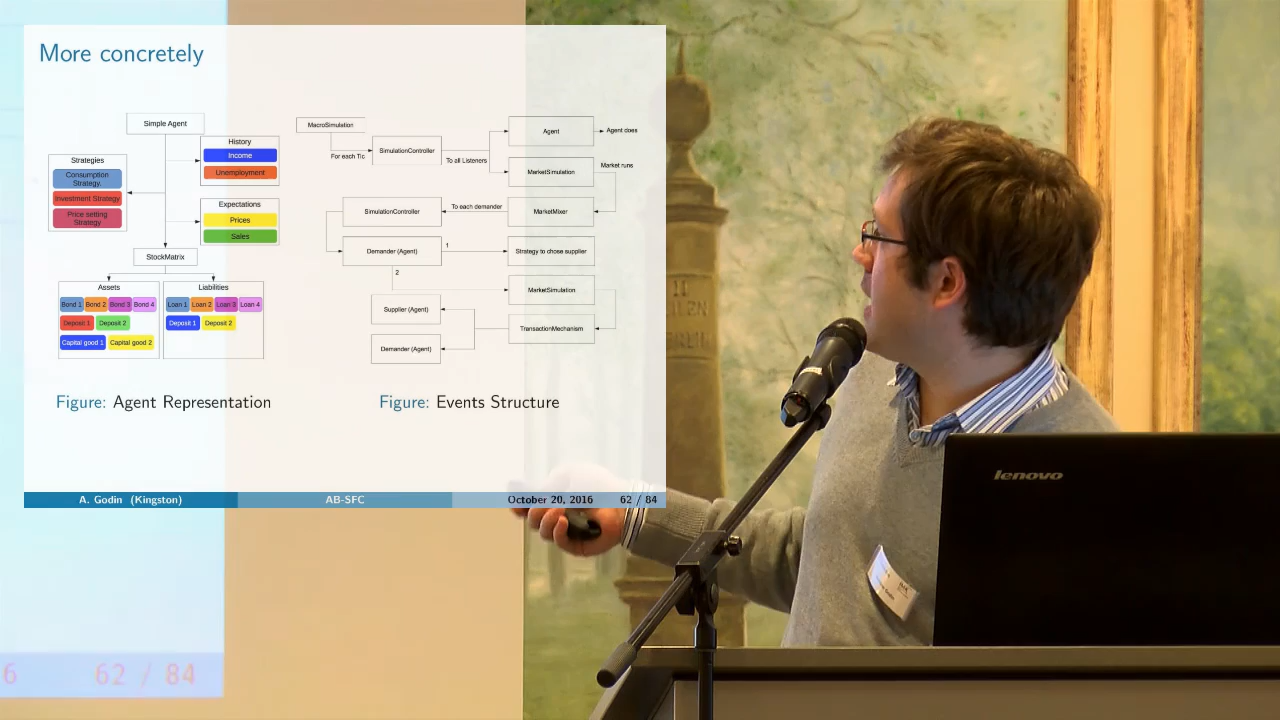 More concretely
Simple Agent
History
Income
Unemployment
Strategies
Consumption
Strategy.
Investment Strategy
Price setting
Strategy
Expectations
Prices
Sales
StockMatrix
Assets
Bond 1 Bond 2 Bond 3 Bond 4
Deposit 1 Deposit 2
Capital good 1 Capital good 2
Liabilities
Loan 1 Loan 2 Loan 3 Loan 4
Deposit 1 Deposit 2
Figure: Agent Representation
MacroSimulation
For each Tic
SimulationController
To all Listeners
Agent
Agent does
MarketSimulation
Market runs
SimulationController
To each demander
MarketMixer
Demander (Agent)
1
Strategy to chose supplier
2
MarketSimulation
Supplier (Agent)
TransactionMechanism
Demander (Agent)
Figure: Events Structure
A. Godin (Kingston) AB-SFC October 20, 2016 62 / 84
6 62 / 84
lenovo